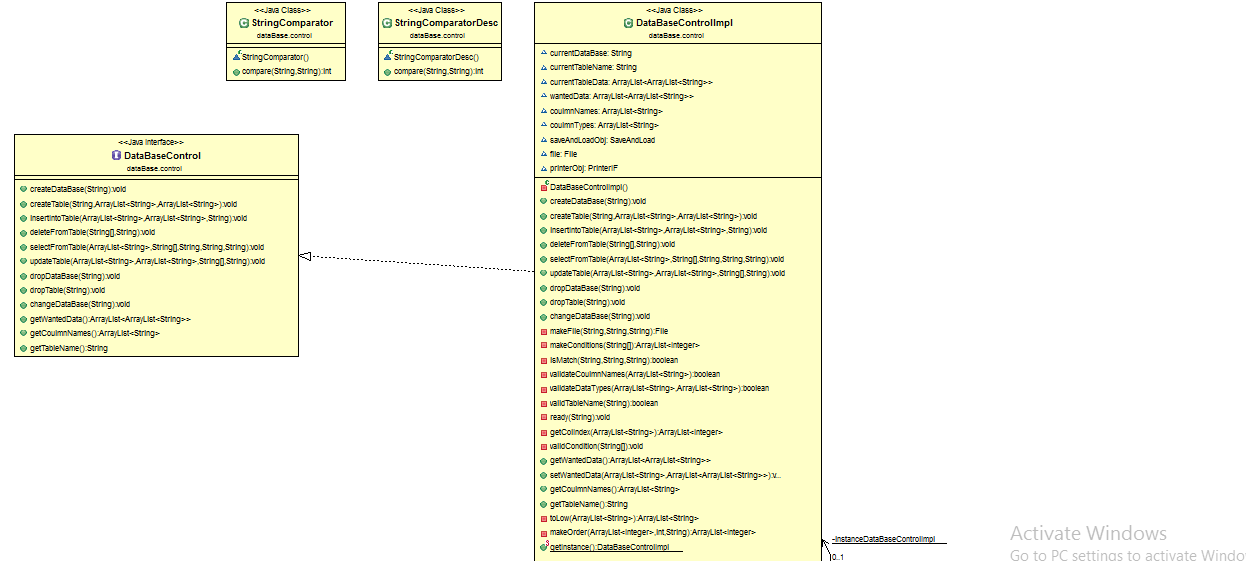 <<Java Class>>
StringComparator
dataBase.control
StringComparator()
compare(String,String):int
<<Java Class>>
StringComparatorDesc
dataBase.control
StringComparatorDesc()
compare(String,String):int
<<Java Class>>
DataBaseControlImpl
dataBase.control
currentDataBase: String
currentTableName: String
currentTableData: ArrayList<ArrayList<String>>
wantedData: ArrayList<ArrayList<String>>
coulmnNames: ArrayList<String>
coulmnTypes: ArrayList<String>
saveAndLoadObj: SaveAndLoad
file: File
printerObj: PrinterIF
DataBaseControlImpl()
createDataBase(String):void
createTable(String,ArrayList<String>,ArrayList<String>):void
insertIntoTable(ArrayList<String>,ArrayList<String>,String):void
deleteFromTable(String[],String):void
selectFromTable(ArrayList<String>,String[],String,String,String):void
updateTable(ArrayList<String>,ArrayList<String>,String[],String):void
dropDataBase(String):void
dropTable(String):void
changeDataBase(String):void
makeFile(String,String,String):File
makeConditions(String[]):ArrayList<Integer>
isMatch(String,String,String):boolean
validateCoulmnNames(ArrayList<String>):boolean
validateDataTypes(ArrayList<String>,ArrayList<String>):boolean
validTableName(String):boolean
ready(String):void
getColIndex(ArrayList<String>):ArrayList<Integer>
validCondition(String[]):void
getWantedData():ArrayList<ArrayList<String>>
setWantedData(ArrayList<String>,ArrayList<ArrayList<String>>):v...
getCoulmnNames():ArrayList<String>
getTableName():String
toLow(ArrayList<String>):ArrayList<String>
makeOrder(ArrayList<Integer>,int,String):ArrayList<Integer>
getInstance():DataBaseControlImpl
<<Java Interface>>
DataBaseControl
dataBase.control
createDataBase(String):void
createTable(String,ArrayList<String>,ArrayList<String>):void
insertIntoTable(ArrayList<String>,ArrayList<String>,String):void
deleteFromTable(String[],String):void
selectFromTable(ArrayList<String>,String[],String,String,String):void
updateTable(ArrayList<String>,ArrayList<String>,String[],String):void
dropDataBase(String):void
dropTable(String):void
changeDataBase(String):void
getWantedData():ArrayList<ArrayList<String>>
getCoulmnNames():ArrayList<String>
getTableName():String
-instanceDataBaseControlImpl
0..1
Activate Windows
Go to PC settings to activate Windo